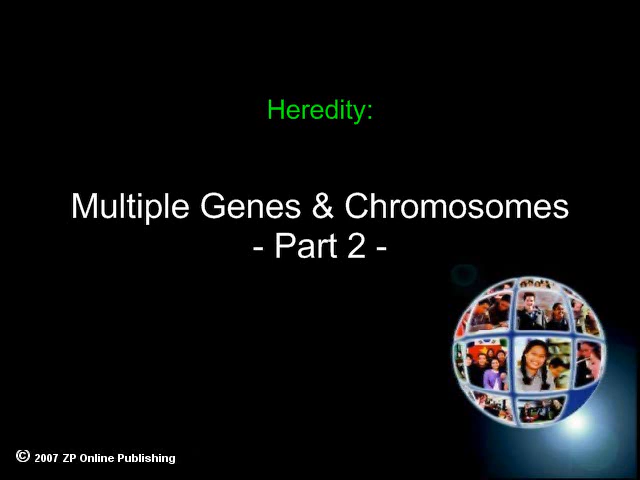 Heredity:
Multiple Genes & Chromosomes
- Part 2 -
© 2007 ZP Online Publishing